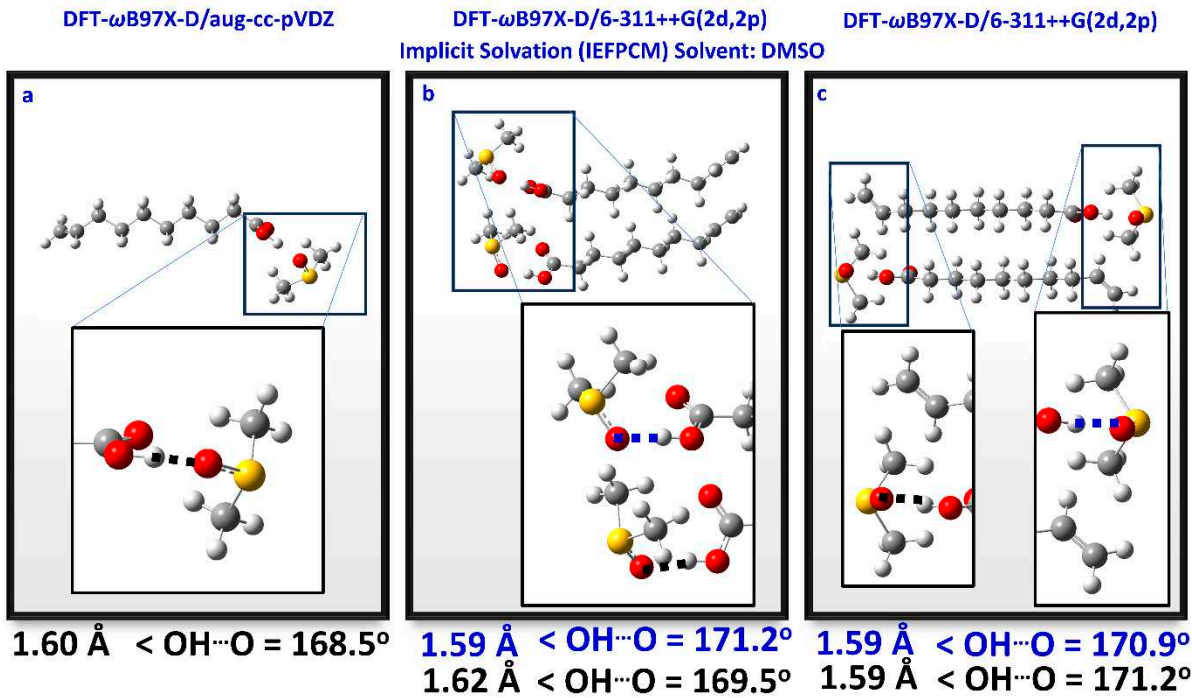 DFT-ωB97X-D/aug-cc-pVDZ
DFT-ωB97X-D/6-311++G(2d,2p)
Implicit Solvation (IEFPCM) Solvent: DMSO
DFT-ωB97X-D/6-311++G(2d,2p)
a
b
c
1.60 Å < OH···O = 168.5°
1.59 Å < OH···O = 171.2°
1.62 Å < OH···O = 169.5°
1.59 Å < OH···O = 170.9°
1.59 Å < OH···O = 171.2°